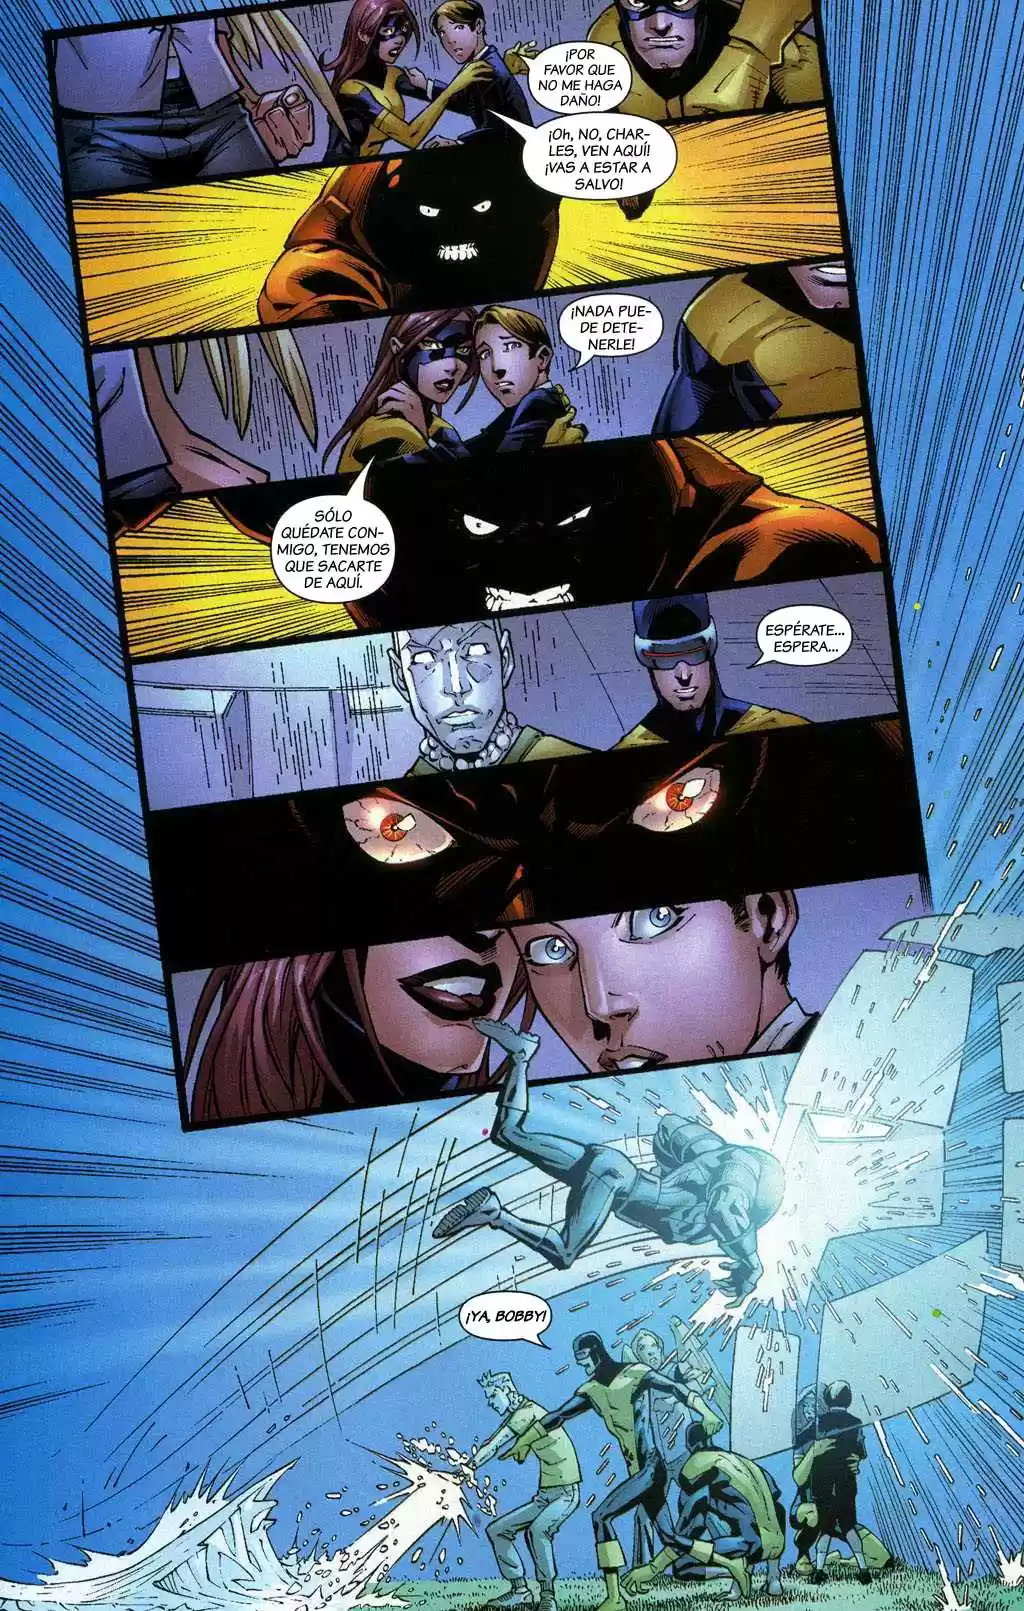 ¡POR
FAVOR QUE
NO ME HAGA
DAÑO!
¡Oh, NO, CHAR-
LES, VEN AQUÍ!
¡VAS A ESTAR A
SALVO!
¡NADA PUE-
DE DETE-
NERLE!
SÓLO
QUÉDATE CON-
MIGO, TENEMOS
QUE SACARTE
DE AQUÍ.
ESPÉRATE...
ESPERA...
¡YA, BOBBY!